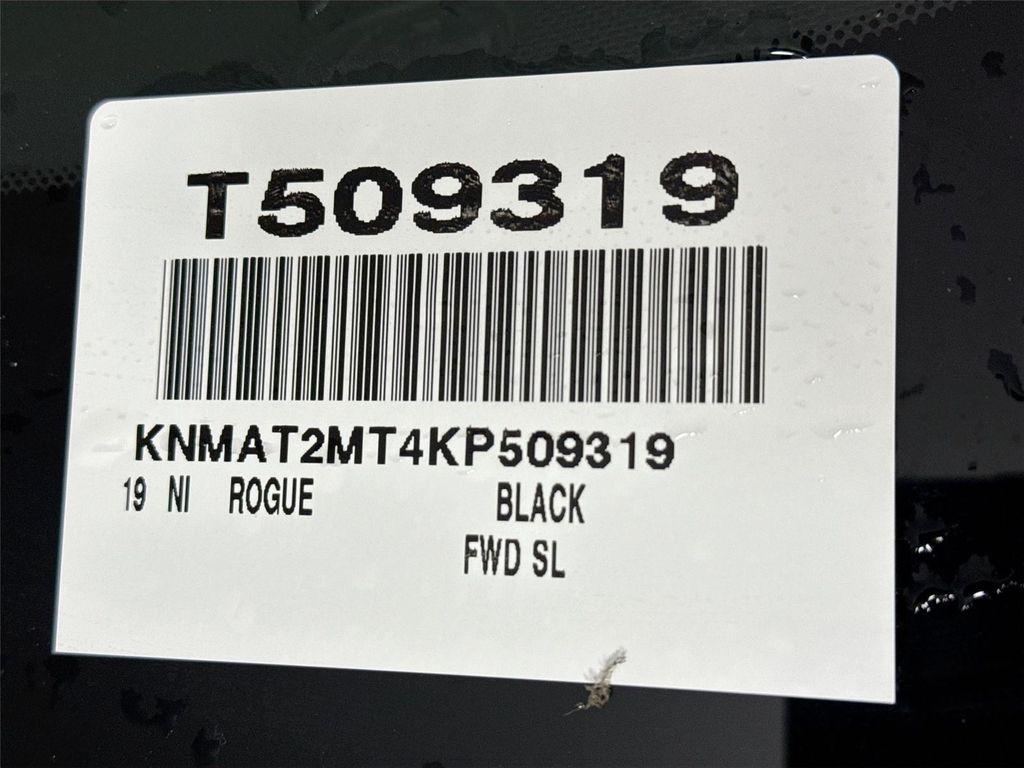 T509319
KNMAT2MT4KP509319
19 NI ROGUE BLACK
FWD SL